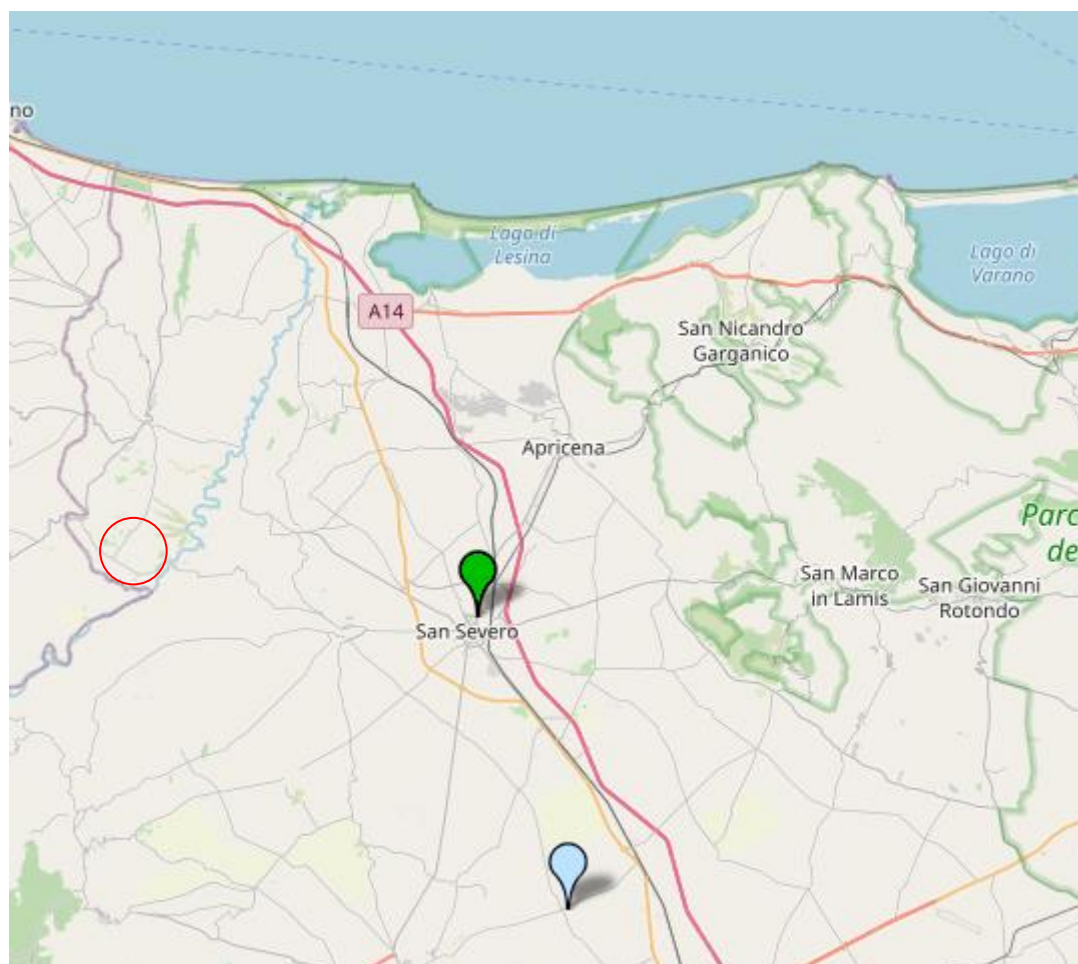 no
Lago di
Lesina
Lago di
Varano
A14
San Nicandro
Garganico
Apricena
Parc
de
San Marco
in Lamis
San Giovanni
Rotondo
San Severo